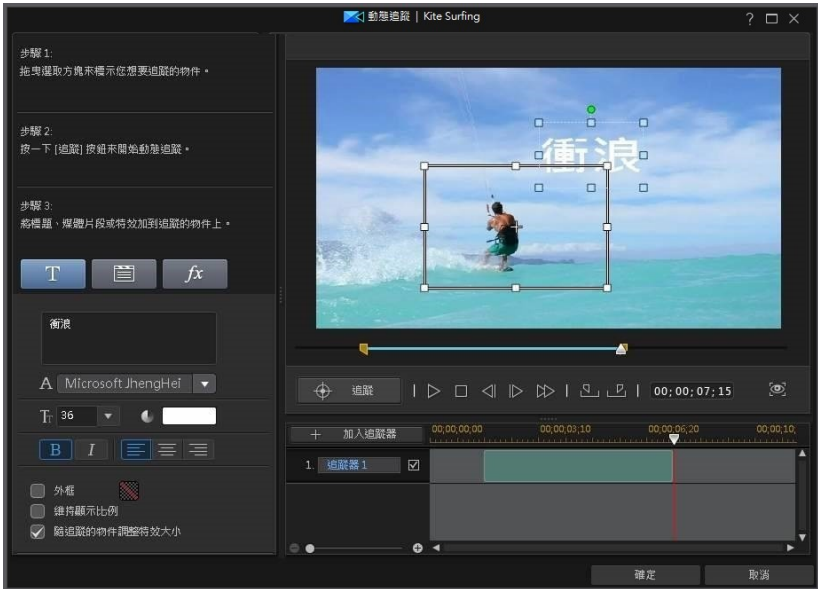 動態追蹤 | Kite Surfing
步驟 1:
拖曳選取方塊來標示您想要追蹤的物件。
步驟 2:
按一下 [追蹤] 按鈕來開始動態追蹤。
步驟 3:
將標題、媒體片段或特效加到追蹤的物件上。
T
fx
衝浪
A Microsoft JhengHei
36
B I
外框
維持顯示比例
隨追蹤的物件調整特效大小
衝浪
追蹤
00;00;07;15
加入追蹤器
00;00;00;00 00;00;03;10 00;00;06;20 00;00;10;
1. 追蹤器 1
確定 取消